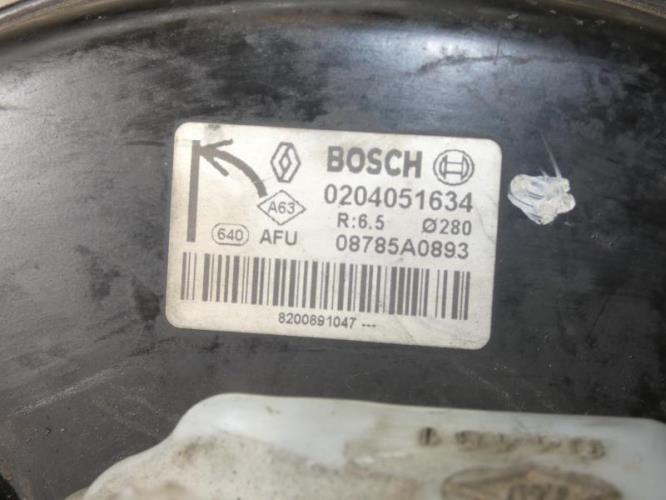 BOSCH
A63
0204051634
R:6.5 Ø280
640 AFU 08785A0893
8200891047 ---